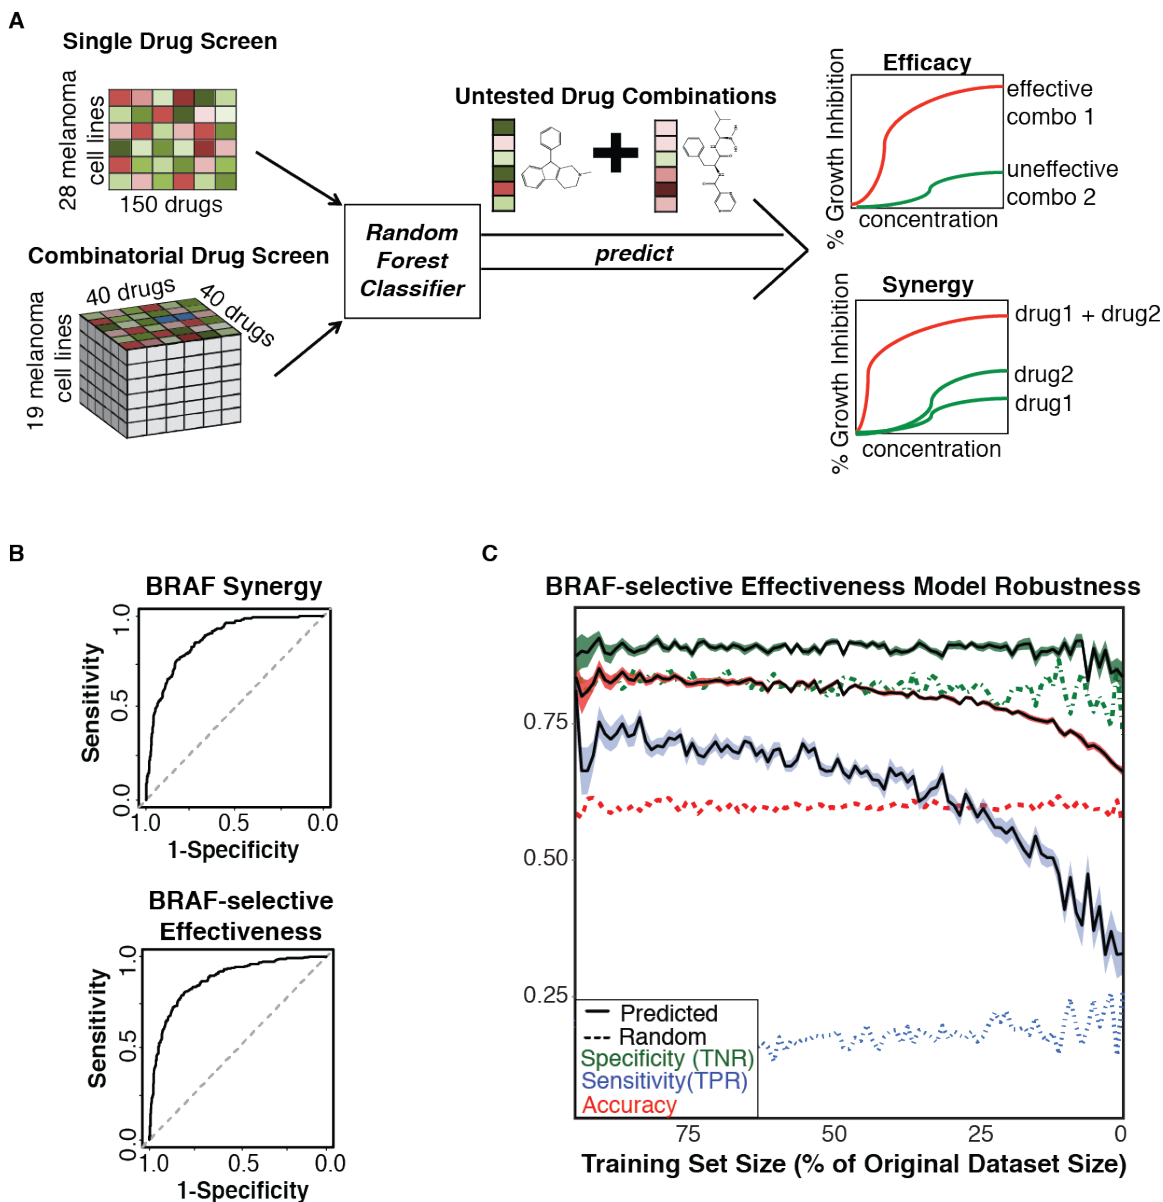 A
Single Drug Screen
28 melanoma
cell lines
150 drugs
Combinatorial Drug Screen
40 drugs
40 drugs
19 melanoma
cell lines
Random
Forest
Classifier
Untested Drug Combinations
predict
Efficacy
% Growth Inhibition
effective
combo 1
uneffective
combo 2
concentration
Synergy
% Growth Inhibition
drug1 + drug2
drug2
drug1
concentration
B
BRAF Synergy
Sensitivity
1.0
0.5
0.0
1.0 0.5 0.0
1-Specificity
BRAF-selective
Effectiveness
Sensitivity
1.0
0.5
0.0
1.0 0.5 0.0
1-Specificity
C
BRAF-selective Effectiveness Model Robustness
0.75
0.50
0.25
Predicted
Random
Specificity (TNR)
Sensitivity(TPR)
Accuracy
75 50 25 0
Training Set Size (% of Original Dataset Size)